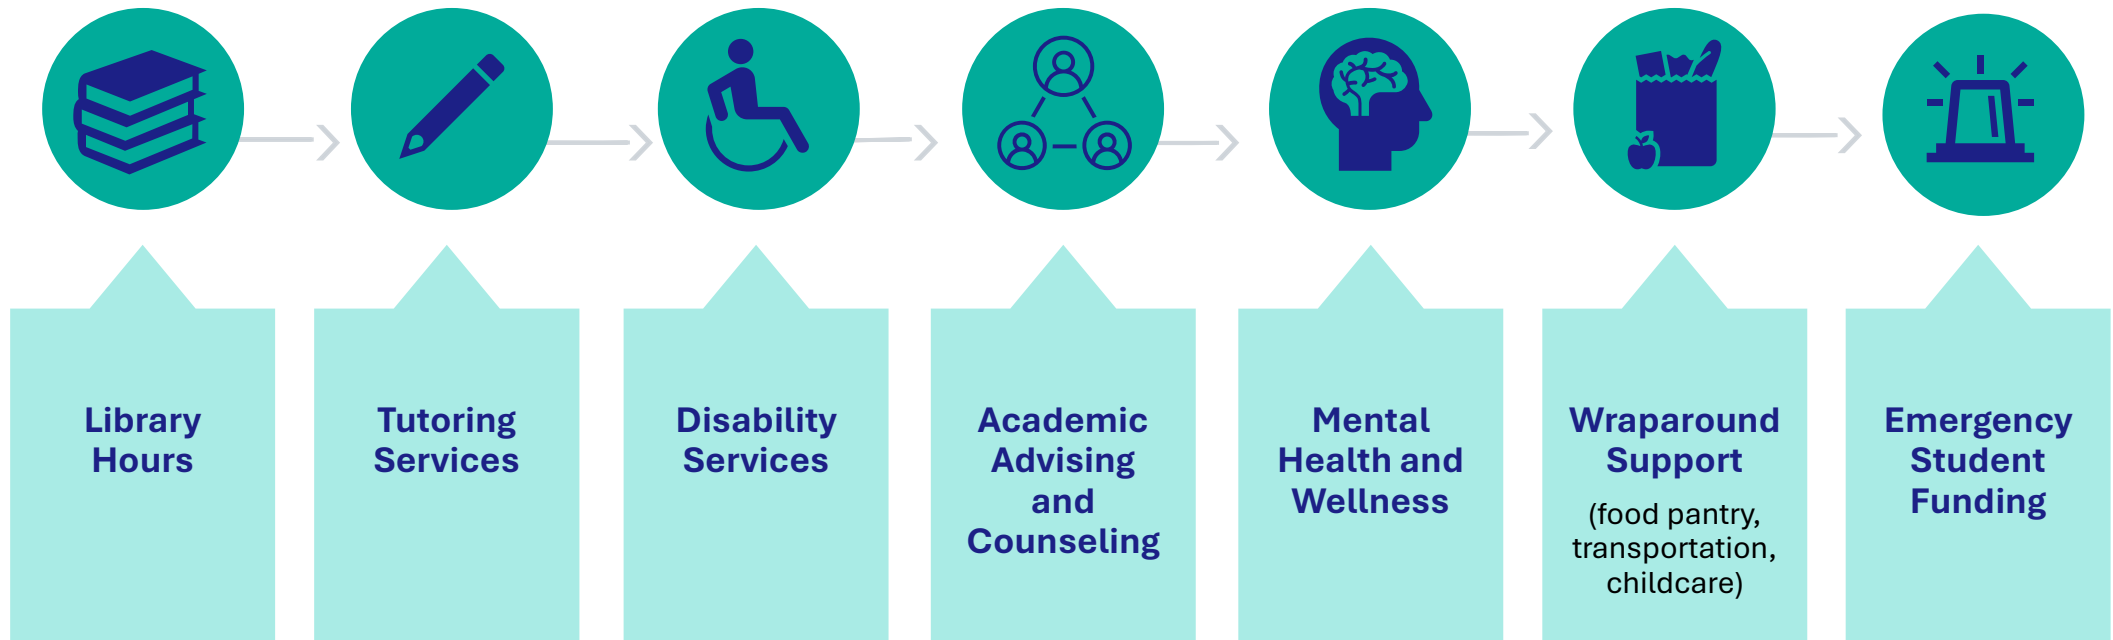 Library
Hours
Tutoring
Services
Disability
Services
Academic
Advising
and
Counseling
Mental
Health and
Wellness
Wraparound
Support
(food pantry,
transportation,
childcare)
Emergency
Student
Funding